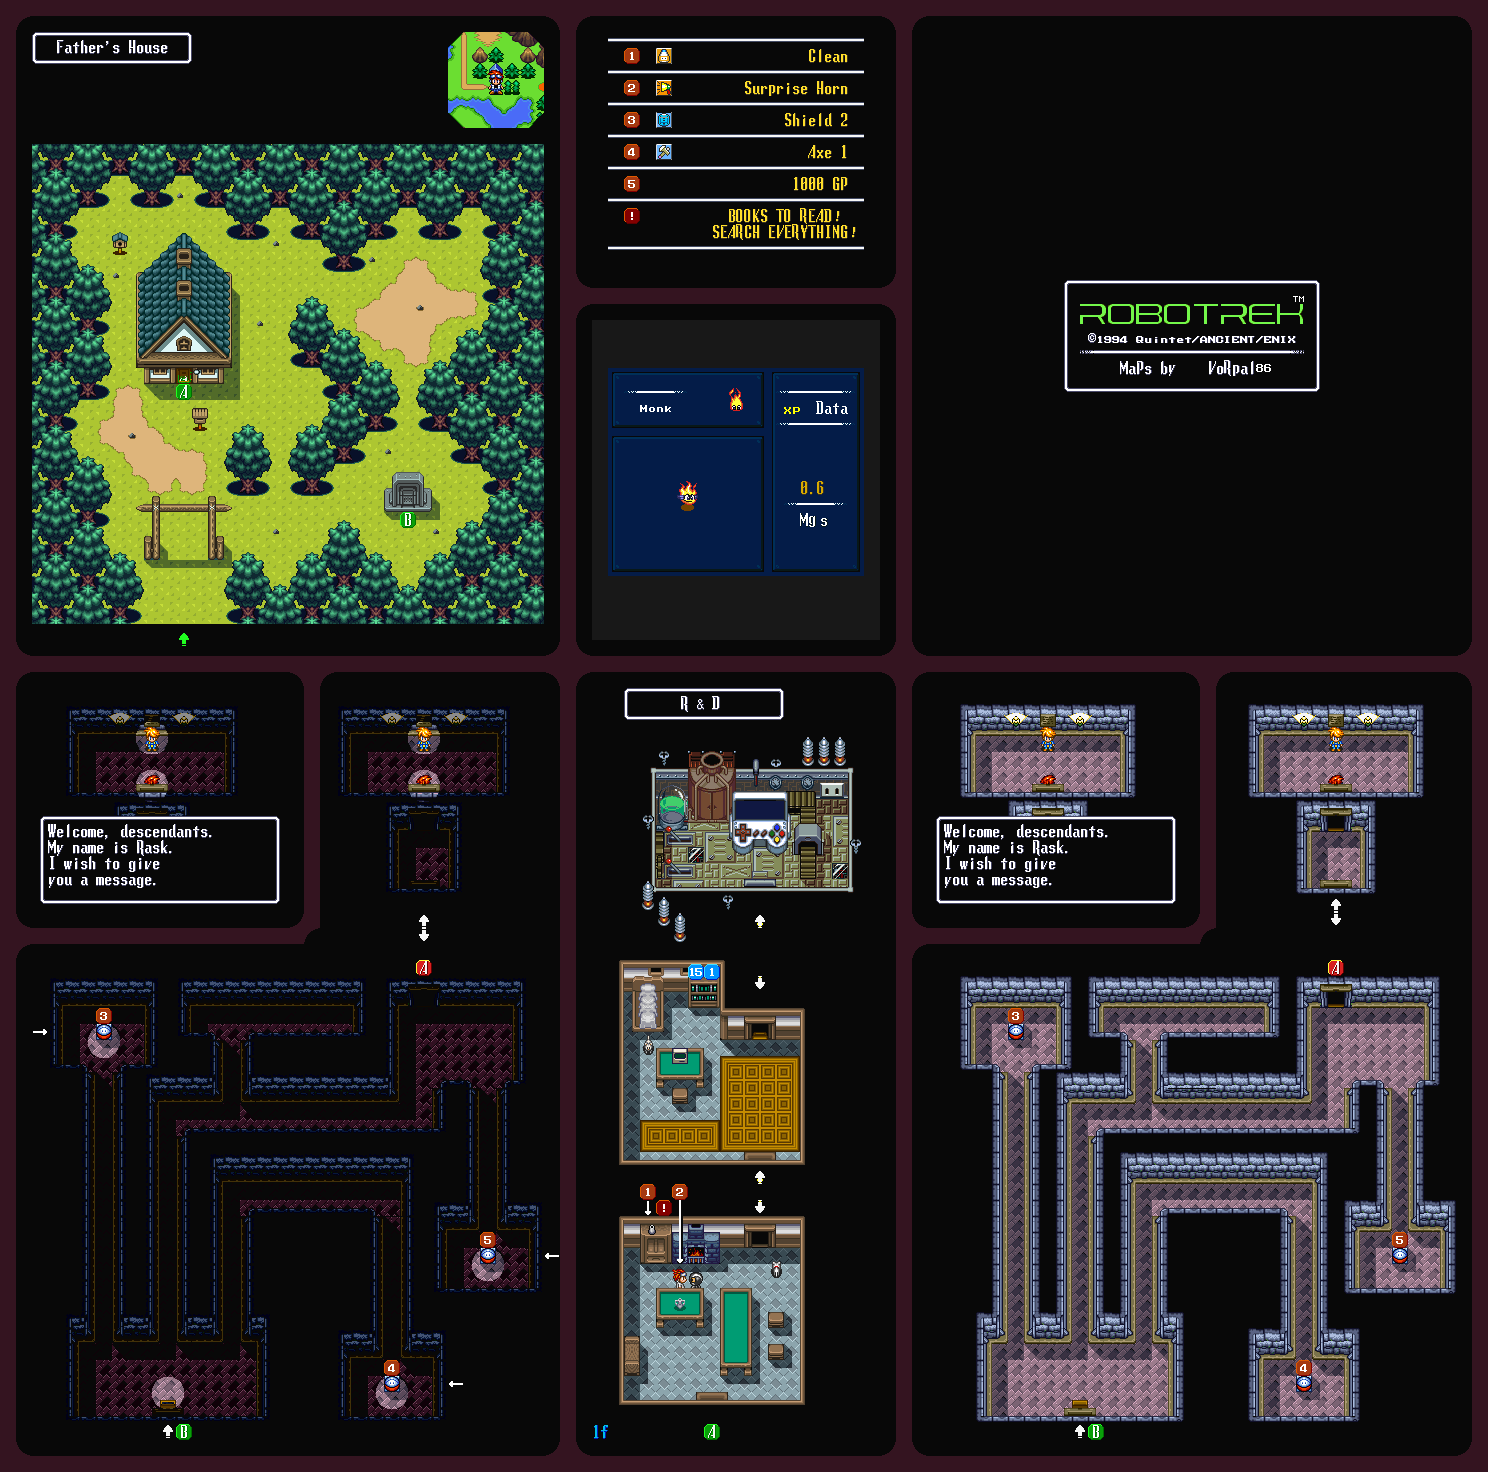 Father's House
A
B
1 Clean
2 Surprise Horn
3 Shield 2
4 Axe 1
5 1000 GP
! BOOKS TO READ!
SEARCH EVERYTHING!
Monk
XP Data
0.6
Mg s
ROBOTREK TM
©1994 Quintet/ANCIENT/ENIX
MaPs by VoRpal86
Welcome, descendants.
My name is Rask.
I wish to give
you a message.
A
3
5
4
B
R & D
15 1
1 2
!
1f
A
Welcome, descendants.
My name is Rask.
I wish to give
you a message.
A
3
5
4
B